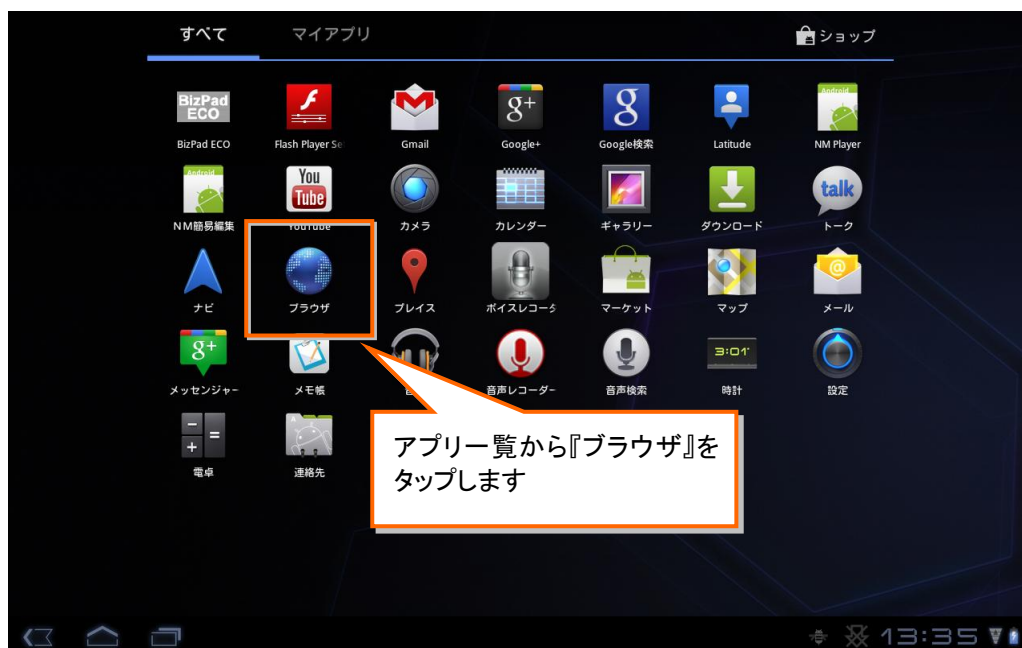 すべて マイアプリ ショップ
BizPad ECO
BizPad ECO Flash Player Se Gmail Google+ Google検索 Latitude NM Player
You Tube talk
NM簡易編集 YouTube カメラ カレンダー ギャラリー ダウンロード トーク
ナビ ブラウザ プレイス ボイスレコーダ マーケット マップ メール
3:01
メッセンジャー メモ帳 音声レコーダー 音声検索 時計 設定
電卓 連絡先
アプリ一覧から『ブラウザ』を
タップします
13:35